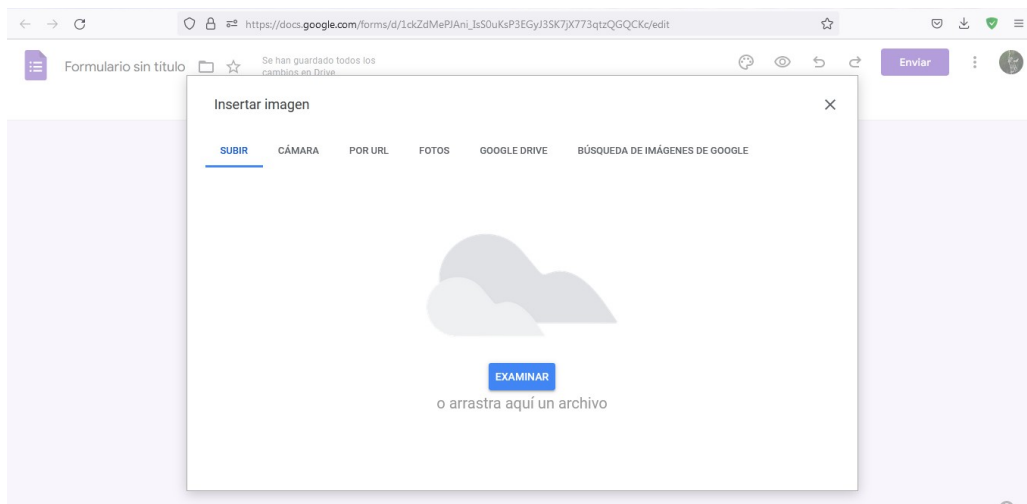 https://docs.google.com/forms/d/1ckZdMePJAni_IsS0uKsP3EGyJ3SK7jX773qtzQGQCKc/edit
Formulario sin título
Se han guardado todos los
cambios en Drive
Enviar
Insertar imagen
SUBIR CÁMARA POR URL FOTOS GOOGLE DRIVE BÚSQUEDA DE IMÁGENES DE GOOGLE
EXAMINAR
o arrastra aquí un archivo